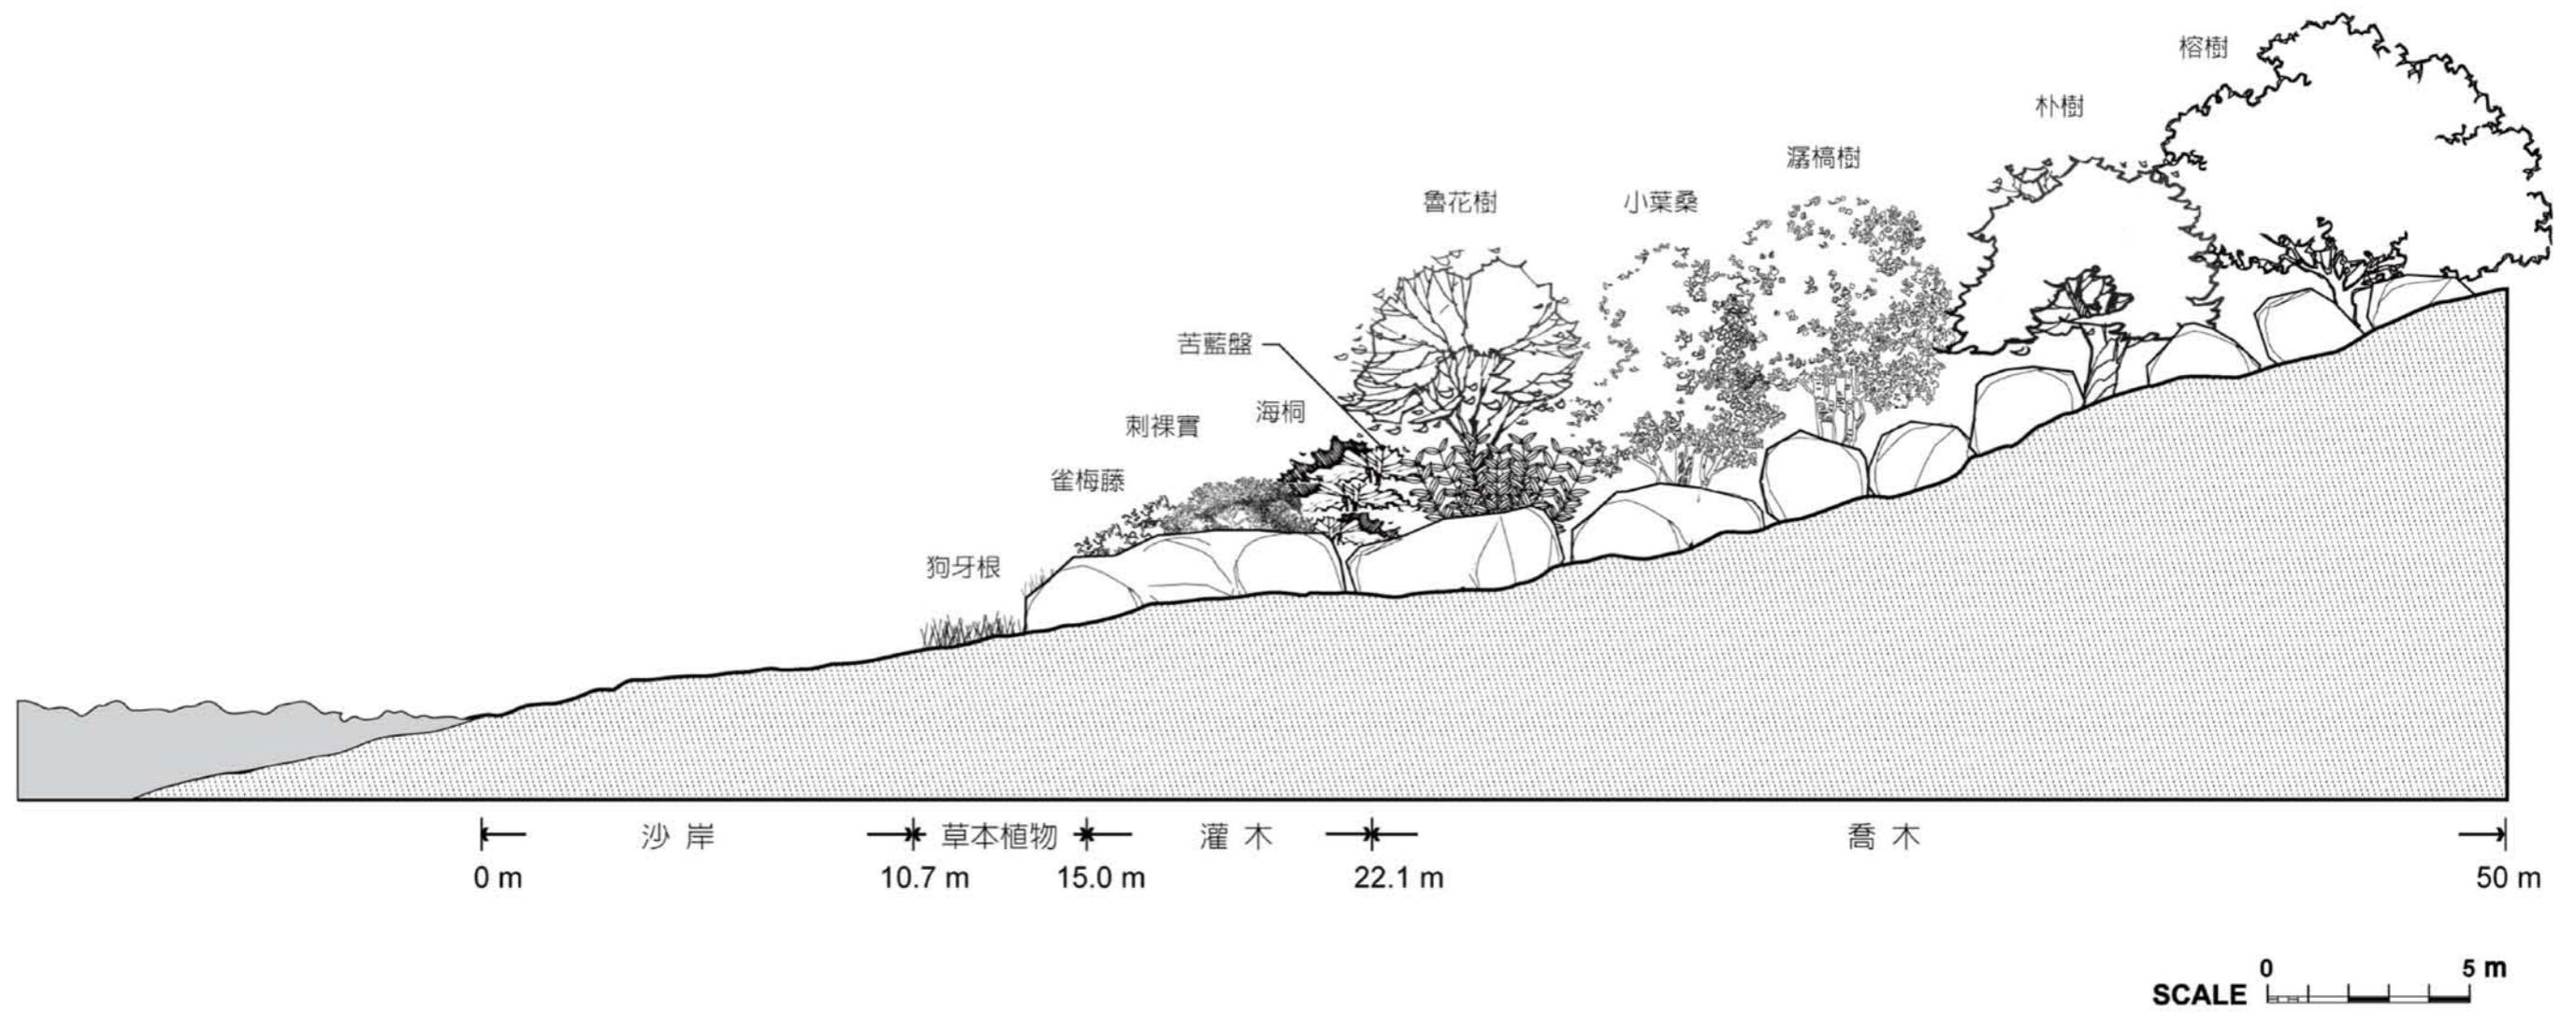 榕樹
朴樹
潺槁樹
魯花樹
小葉桑
苦藍盤
海桐
刺裸實
雀梅藤
狗牙根
沙 岸
草本植物
灌 木
喬 木
0 m
10.7 m
15.0 m
22.1 m
50 m
0
5 m
SCALE